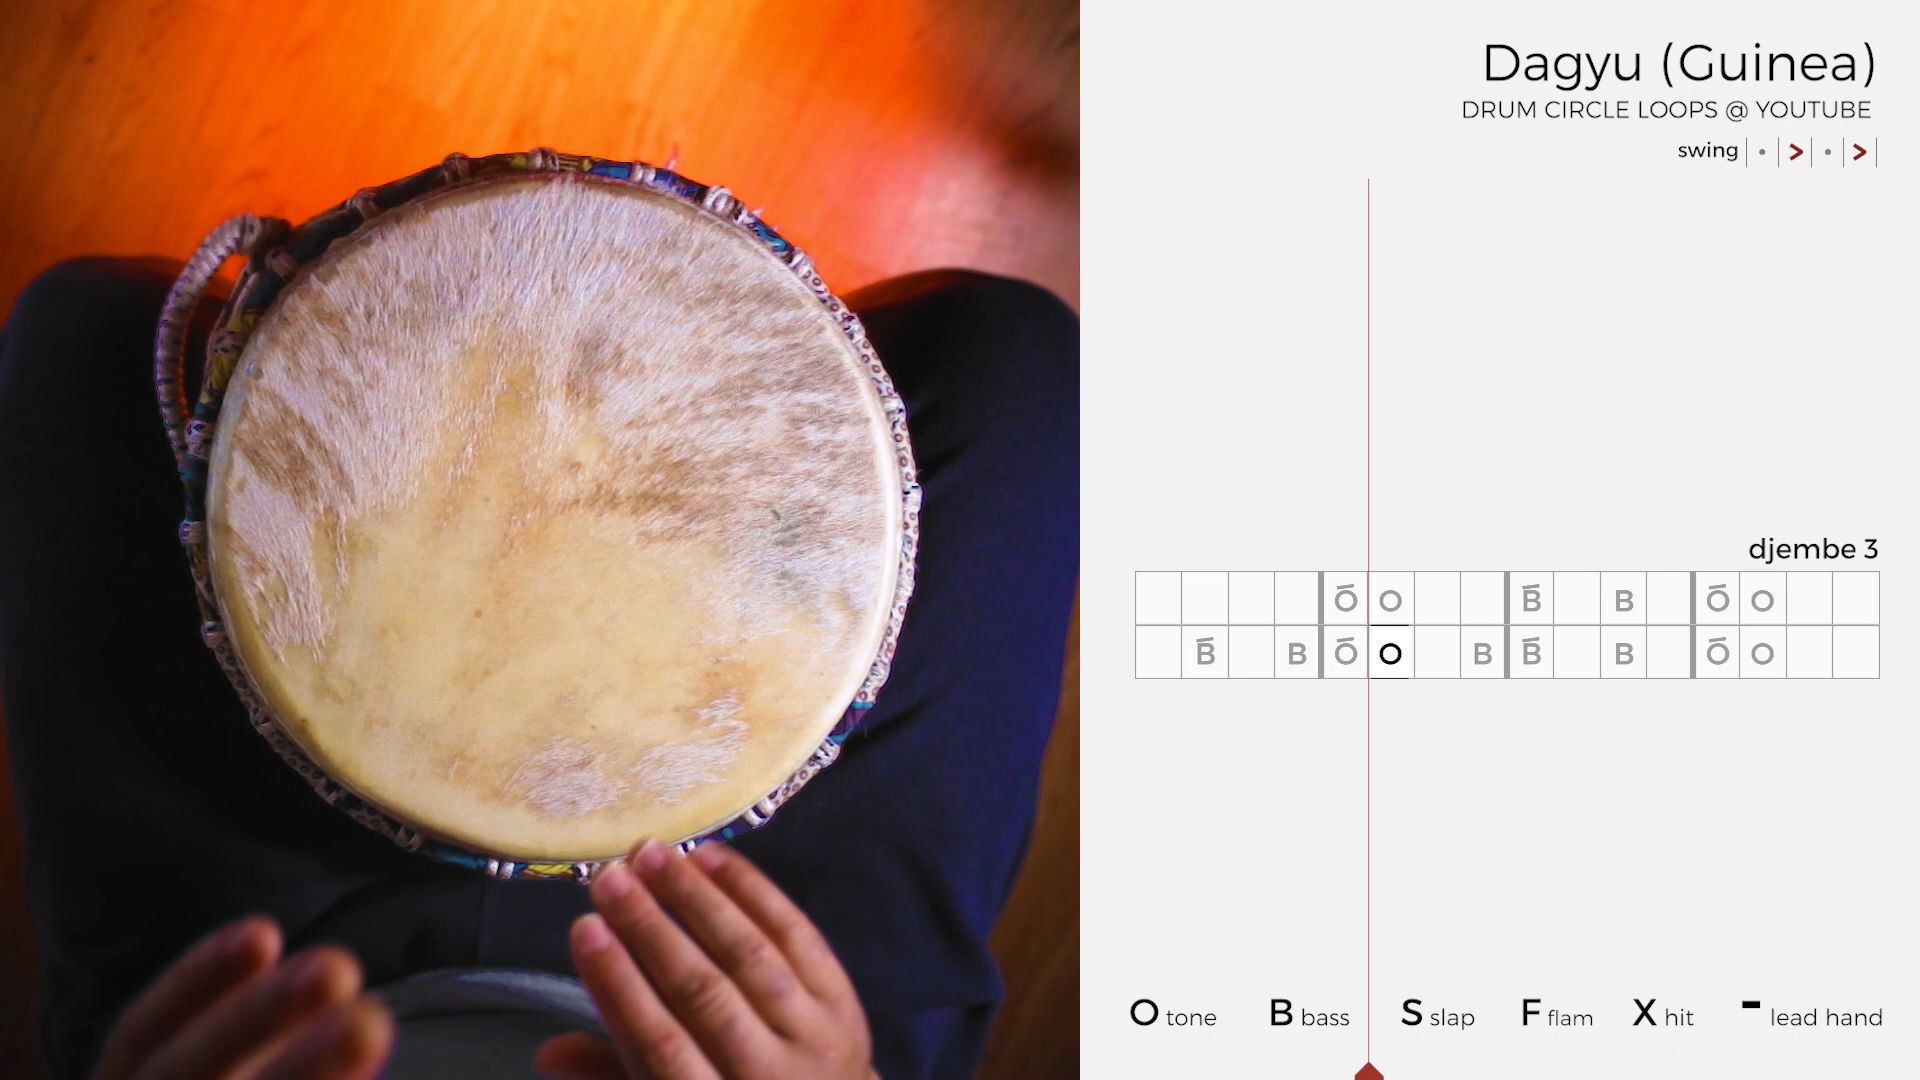 Dagyu (Guinea)
DRUM CIRCLE LOOPS @ YOUTUBE
swing | · | > | · | > |
djembe 3
Ō O B̄ B Ō O
B̄ B Ō O B B̄ B Ō O
O tone B bass S slap F flam X hit - lead hand